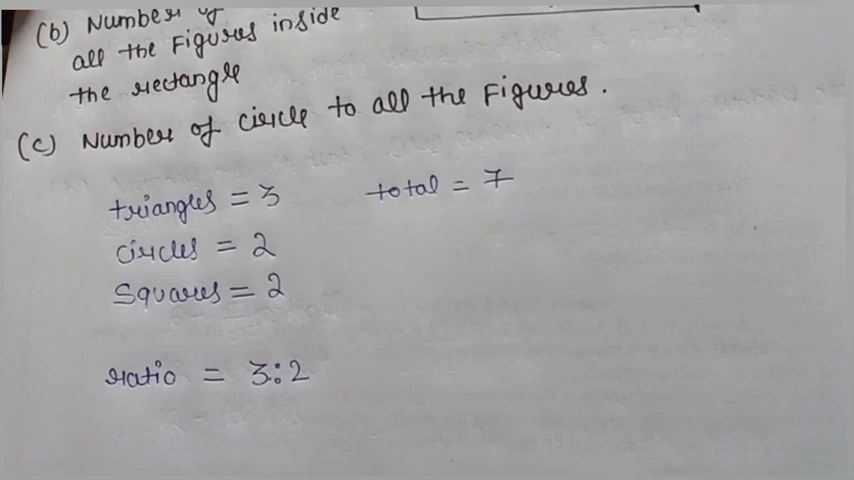 (b) Number of
all the Figures inside
the rectangle
(c) Number of circle to all the Figures.
triangles = 3 total = 7
circles = 2
Squares = 2
ratio = 3:2